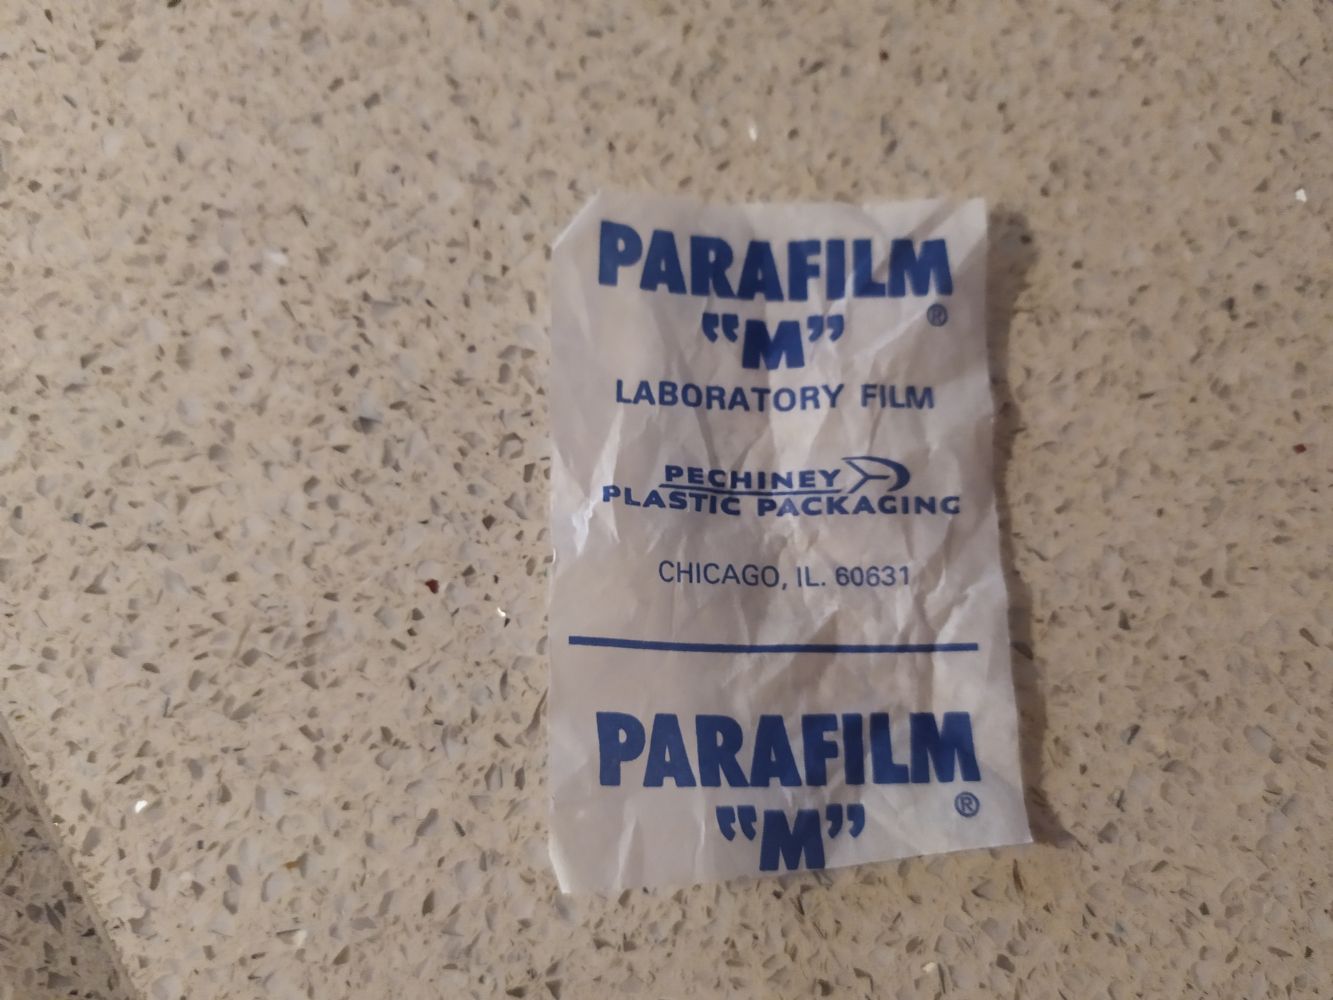 PARAFILM
®
“M”
LABORATORY FILM
PECHINEY
PLASTIC PACKAGING
CHICAGO, IL. 60631
PARAFILM
®
“M”